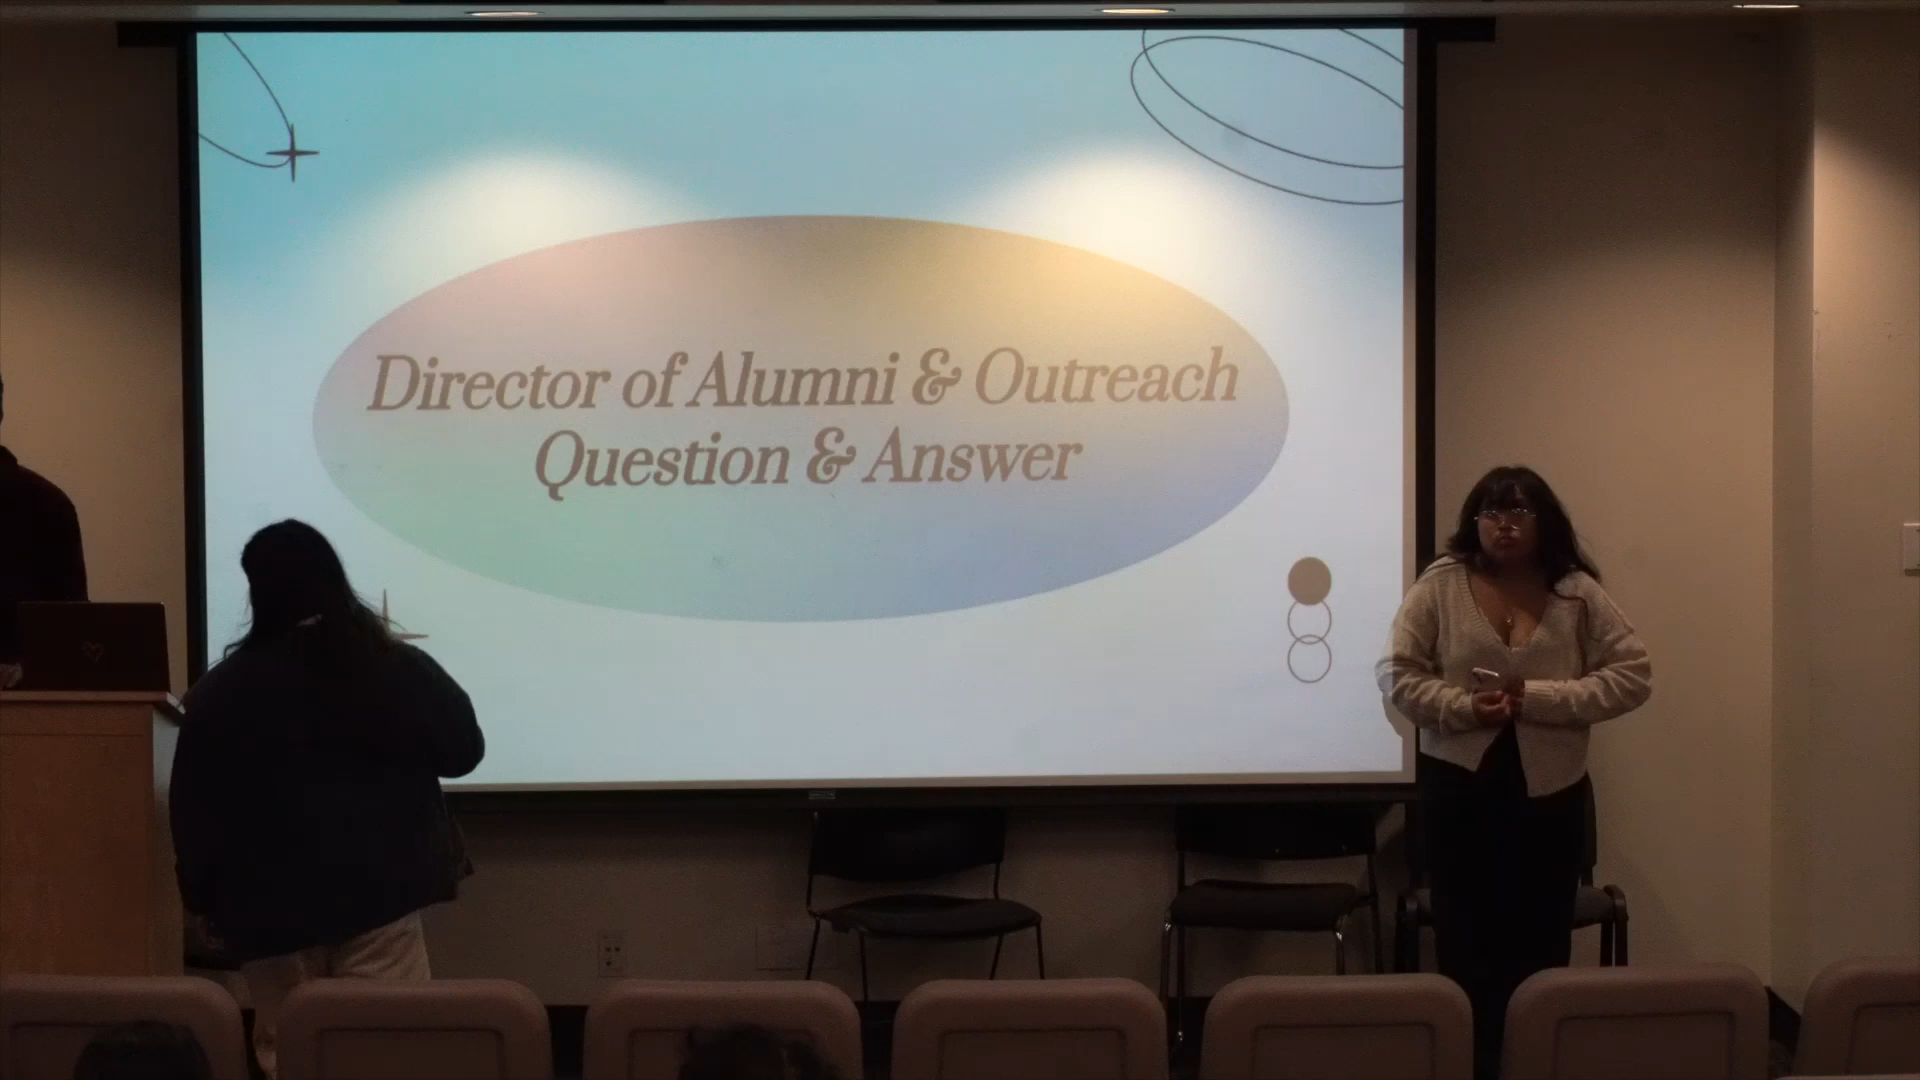 Director of Alumni & Outreach
Question & Answer